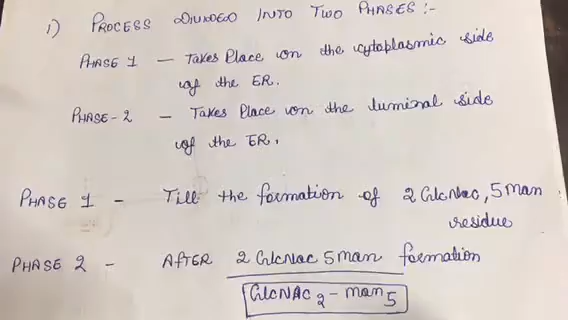 1) PROCESS DIVIDED INTO TWO PHASES :-
PHASE 1 — Takes Place on the cytoplasmic side
of the ER.
PHASE-2 - Takes Place on the luminal side
of the ER.
PHASE 1 - Till the formation of 2 GlcNac, 5 man
residue
PHASE 2 - AFTER 2 GlcNac 5 man formation
GlcNAc2-man5